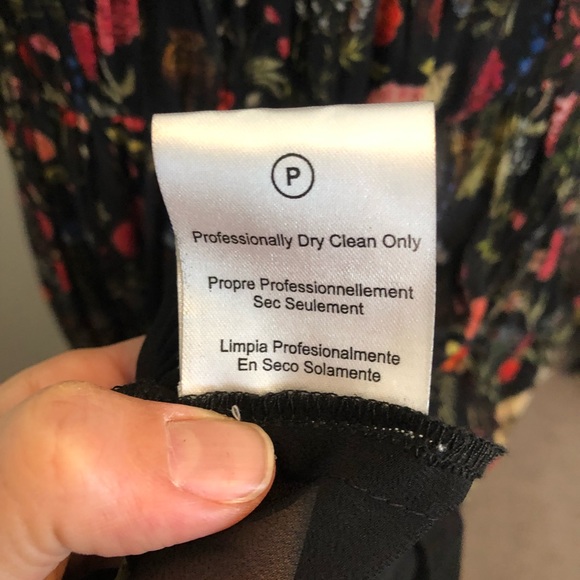 P
Professionally Dry Clean Only
Propre Professionnellement
Sec Seulement
Limpia Profesionalmente
En Seco Solamente